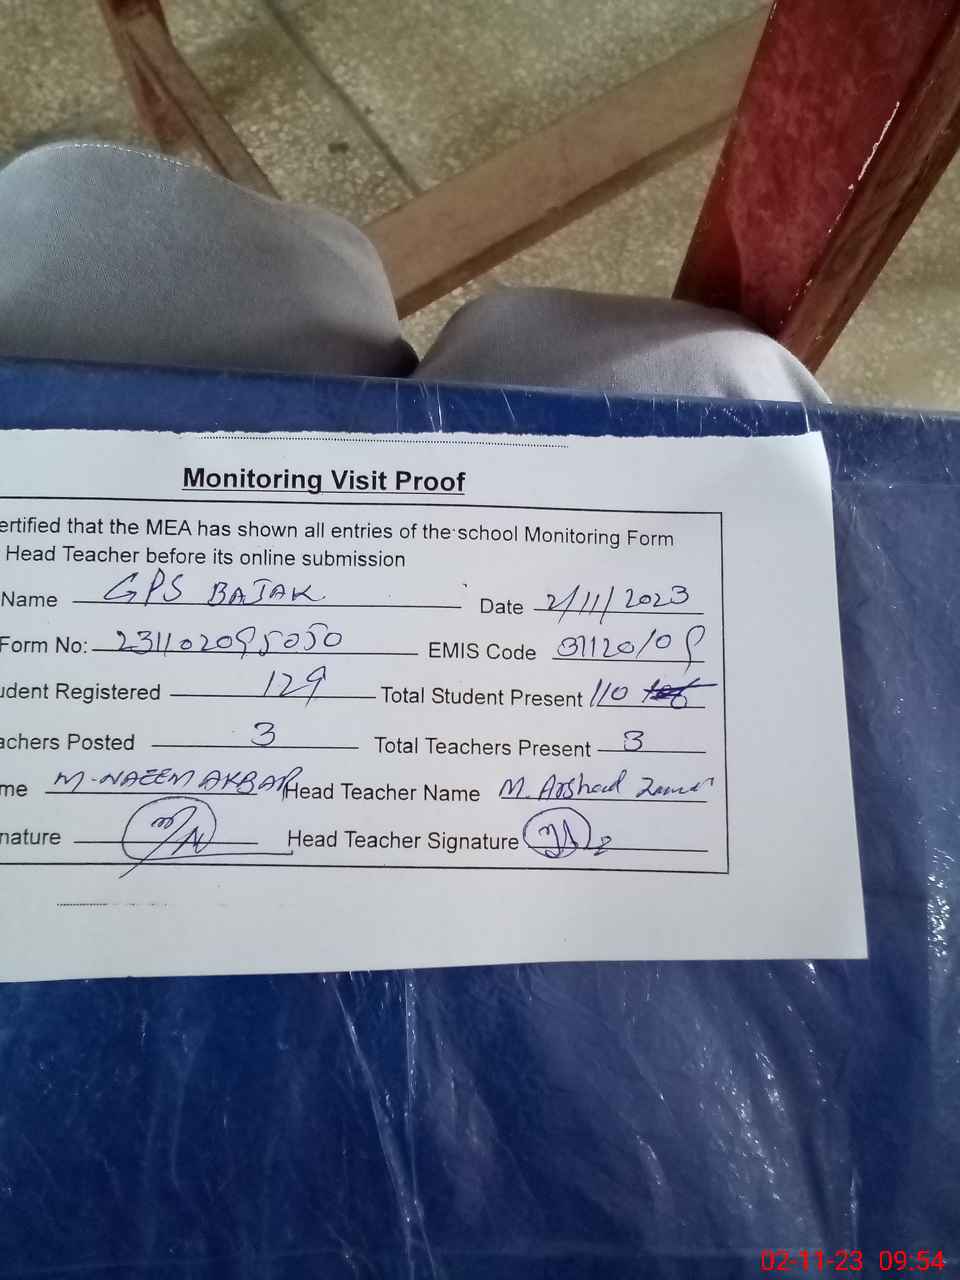 Monitoring Visit Proof
ertified that the MEA has shown all entries of the school Monitoring Form
Head Teacher before its online submission
Name GPS BAJAK Date 2/11/2023
Form No: 231102095050 EMIS Code 31120109
udent Registered 129 Total Student Present 110
achers Posted 3 Total Teachers Present 3
me M-NAEEM AKBAR Head Teacher Name M. Arshad Zaman
nature Head Teacher Signature
02-11-23 09:54